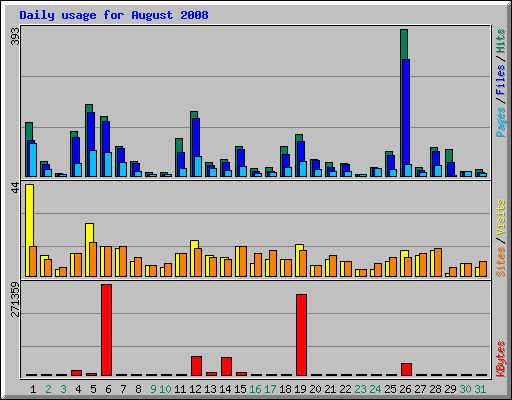 Daily usage for August 2008
393
Pages / Files / Hits
44
Sites / Visits
271359
KBytes
1 2 3 4 5 6 7 8 9 10 11 12 13 14 15 16 17 18 19 20 21 22 23 24 25 26 27 28 29 30 31